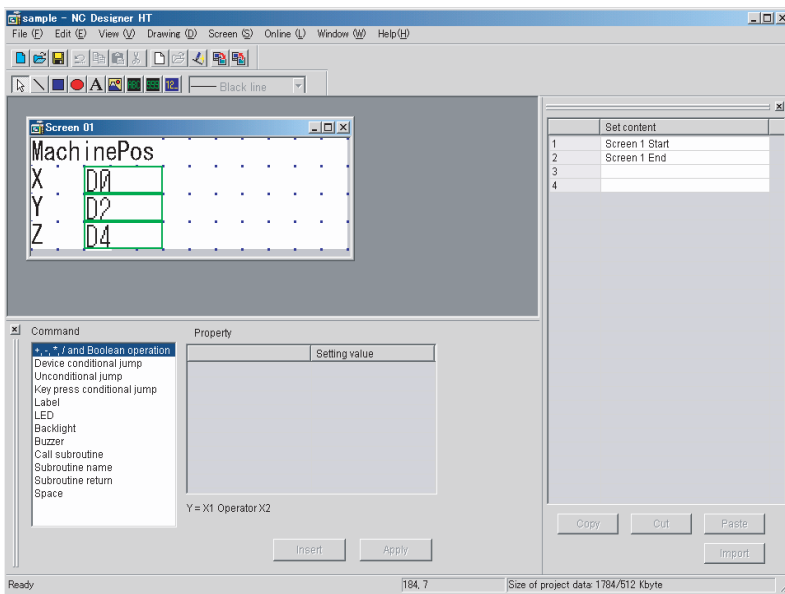 sample - NC Designer HT
File (F) Edit (E) View (V) Drawing (D) Screen (S) Online (L) Window (W) Help(H)
A ABC 999 12...
Black line
Screen 01
MachinePos
X D0
Y D2
Z D4
Set content
1 Screen 1 Start
2 Screen 1 End
3
4
Command
Property
+, -, *, / and Boolean operation
Device conditional jump
Unconditional jump
Key press conditional jump
Label
LED
Backlight
Buzzer
Call subroutine
Subroutine name
Subroutine return
Space
Setting value
Y = X1 Operator X2
Insert Apply
Copy Cut Paste
Import
Ready 184, 7 Size of project data: 1784/512 Kbyte